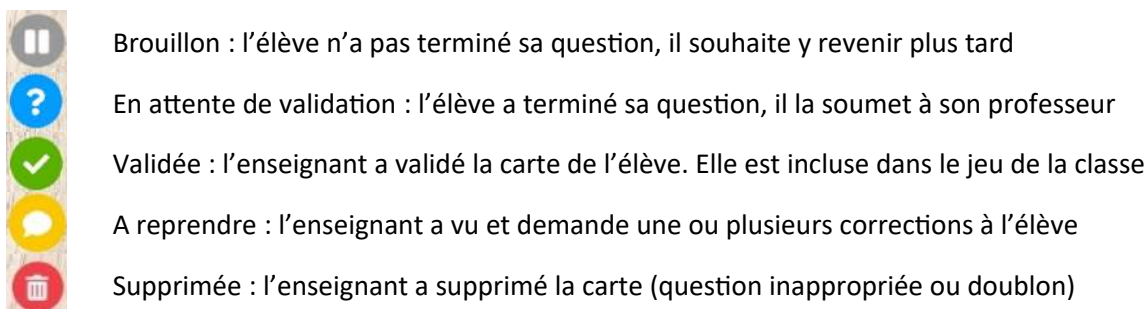 Brouillon : l’élève n’a pas terminé sa question, il souhaite y revenir plus tard
En attente de validation : l’élève a terminé sa question, il la soumet à son professeur
Validée : l’enseignant a validé la carte de l’élève. Elle est incluse dans le jeu de la classe
A reprendre : l’enseignant a vu et demande une ou plusieurs corrections à l’élève
Supprimée : l’enseignant a supprimé la carte (question inappropriée ou doublon)